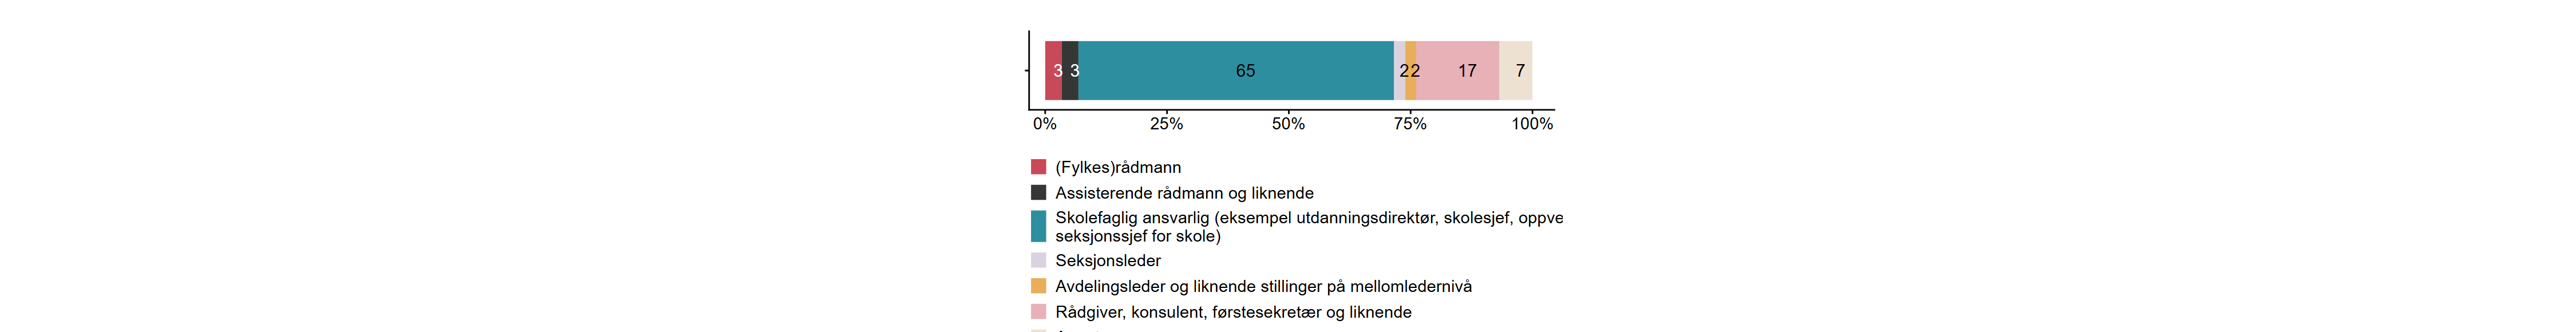 3 3 65 2 2 17 7
0% 25% 50% 75% 100%
(Fylkes)rådmann
Assisterende rådmann og liknende
Skolefaglig ansvarlig (eksempel utdanningsdirektør, skolesjef, oppve
seksjonssjef for skole)
Seksjonsleder
Avdelingsleder og liknende stillinger på mellomledernivå
Rådgiver, konsulent, førstesekretær og liknende